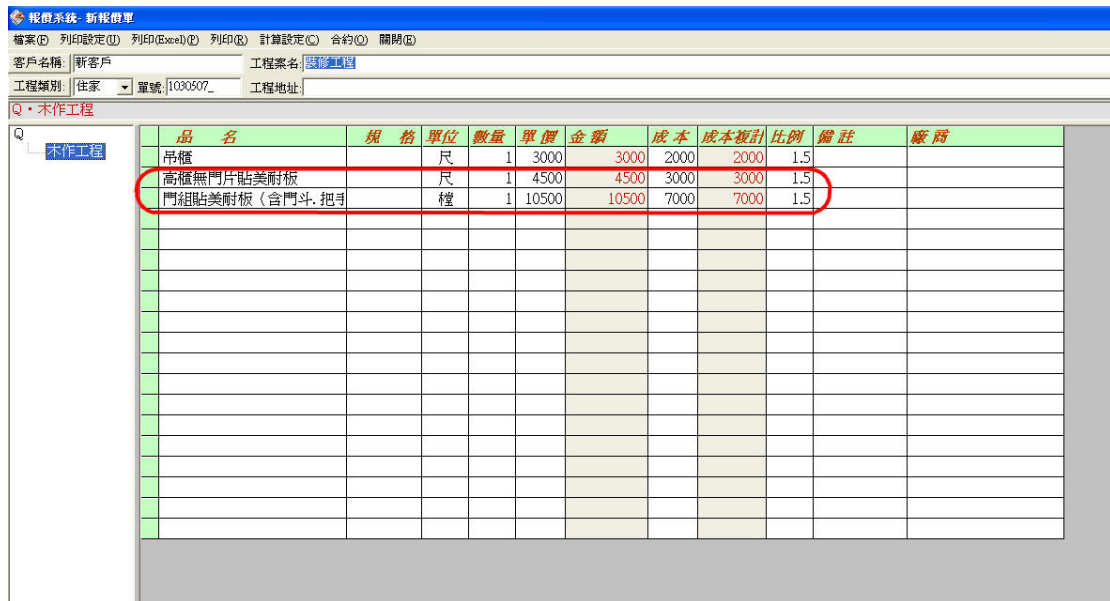 報價系統- 新報價單
檔案(F) 列印設定(U) 列印(Excel)(P) 列印(R) 計算設定(C) 合約(O) 關閉(E)
客戶名稱: 新客戶 工程案名: 裝修工程
工程類別: 住家 單號: 1030507_ 工程地址:
Q・木作工程
Q
木作工程
品 名 規 格 單位 數量 單價 金額 成本 成本複計 比例 備註 廠商
吊櫃 尺 1 3000 3000 2000 2000 1.5
高櫃無門片貼美耐板 尺 1 4500 4500 3000 3000 1.5
門組貼美耐板（含門斗.把手 樘 1 10500 10500 7000 7000 1.5